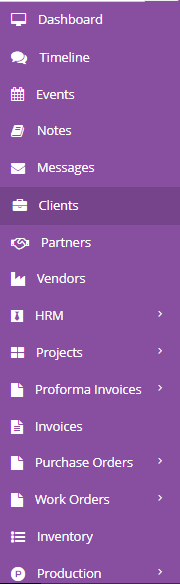 Dashboard
Timeline
Events
Notes
Messages
Clients
Partners
Vendors
HRM
Projects
Proforma Invoices
Invoices
Purchase Orders
Work Orders
Inventory
P Production